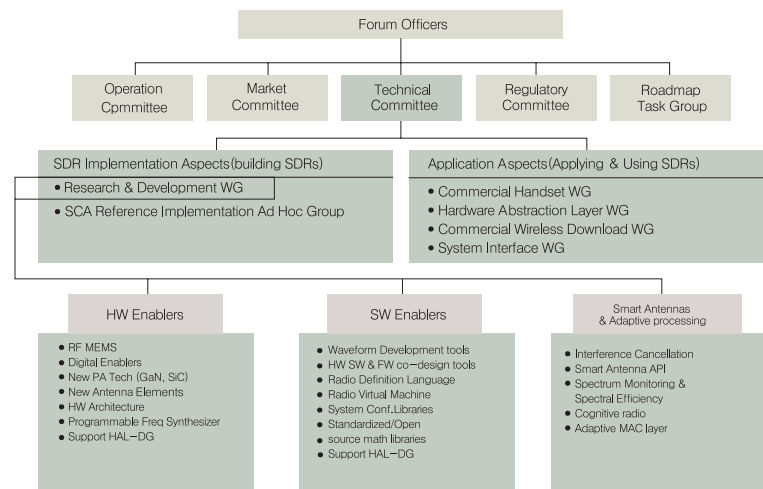 Forum Officers
Operation
Cpmmittee
Market
Committee
Technical
Committee
Regulatory
Committee
Roadmap
Task Group
SDR Implementation Aspects(building SDRs)
• Research & Development WG
• SCA Reference Implementation Ad Hoc Group
Application Aspects(Applying & Using SDRs)
• Commercial Handset WG
• Hardware Abstraction Layer WG
• Commercial Wireless Download WG
• System Interface WG
HW Enablers
• RF MEMS
• Digital Enablers
• New PA Tech (GaN, SiC)
• New Antenna Elements
• HW Architecture
• Programmable Freq Synthesizer
• Support HAL-DG
SW Enablers
• Waveform Development tools
• HW SW & FW co-design tools
• Radio Definition Language
• Radio Virtual Machine
• System Conf.Libraries
• Standardized/Open
• source math libraries
• Support HAL-DG
Smart Antennas
& Adaptive processing
• Interference Cancellation
• Smart Antenna API
• Spectrum Monitoring &
Spectral Efficiency
• Cognitive radio
• Adaptive MAC layer